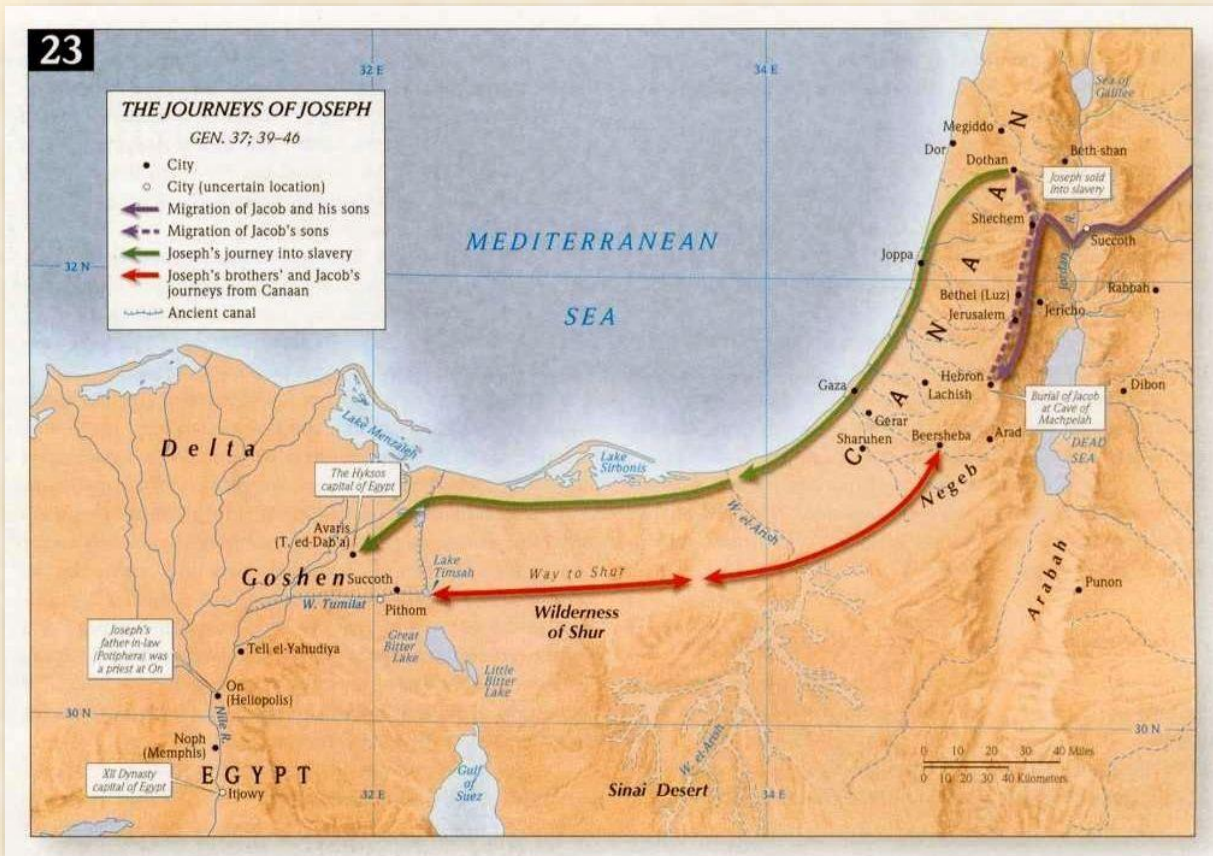 23
THE JOURNEYS OF JOSEPH
GEN. 37; 39–46
City
City (uncertain location)
Migration of Jacob and his sons
Migration of Jacob's sons
Joseph's journey into slavery
Joseph's brothers' and Jacob's
journeys from Canaan
Ancient canal
32 E
34 E
32 N
MEDITERRANEAN
SEA
Sea of
Galilee
Megiddo
Dor
Dothan
Beth-shan
Joseph sold
into slavery
Shechem
Succoth
Jordan R.
Joppa
CANAAN
Bethel (Luz)
Jerusalem
Jericho
Rabbah
Hebron
Lachish
Gaza
Gerar
Sharuhen
Beersheba
Arad
Dibon
Burial of Jacob
at Cave of
Machpelah
DEAD
SEA
Negeb
Arabah
Punon
Delta
Lake Menzaleh
The Hyksos
capital of Egypt
Lake
Sirbonis
Avaris
(T. ed-Dab'a)
W. el-Arish
Goshen
Succoth
Lake
Timsah
Way to Shur
W. Tumilat
Pithom
Wilderness
of Shur
Great
Bitter
Lake
Little
Bitter
Lake
Joseph's
father in-law
(Potiphera) was
a priest at On
Tell el-Yahudiya
On
(Heliopolis)
30 N
Nile R.
30 N
Noph
(Memphis)
XII Dynasty
capital of Egypt
EGYPT
Itjowy
Gulf
of
Suez
W. el-Arish
Sinai Desert
32 E
34 E
0 10 20 30 40 Miles
0 10 20 30 40 Kilometers